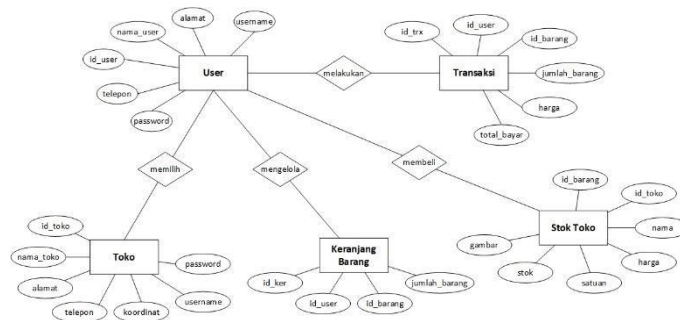 alamat
username
nama_user
id_user
User
telepon
password
melakukan
id_trx
id_user
id_barang
Transaksi
jumlah_barang
harga
total_bayar
memilih
mengelola
membeli
id_toko
nama_toko
Toko
password
alamat
username
telepon
koordinat
Keranjang
Barang
id_ker
jumlah_barang
id_user
id_barang
id_barang
id_toko
Stok Toko
nama
gambar
harga
stok
satuan